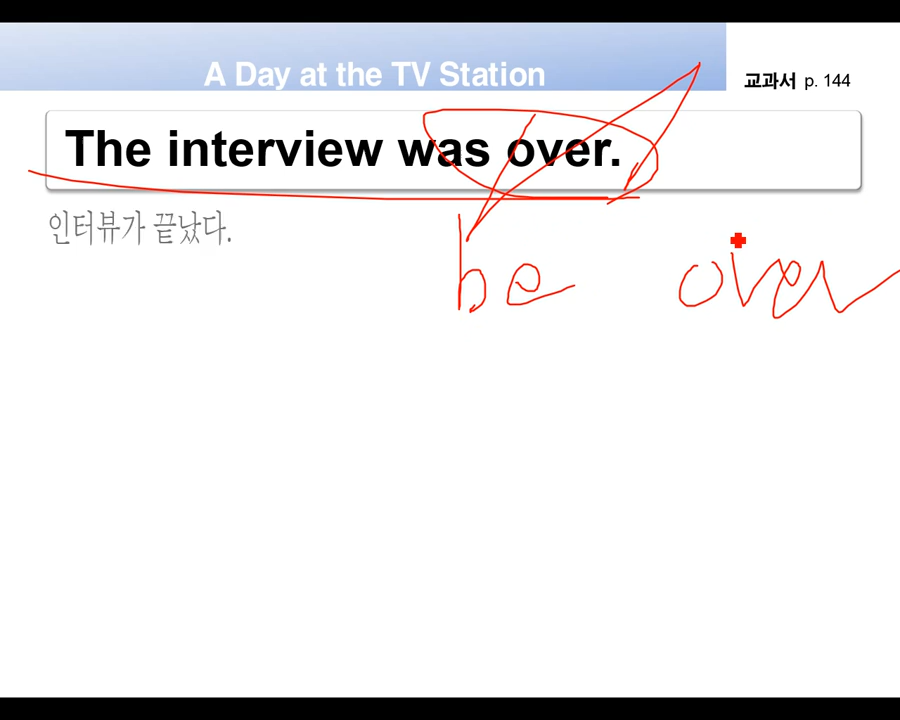 A Day at the TV Station
교과서 p. 144
The interview was over.
인터뷰가 끝났다.
be over